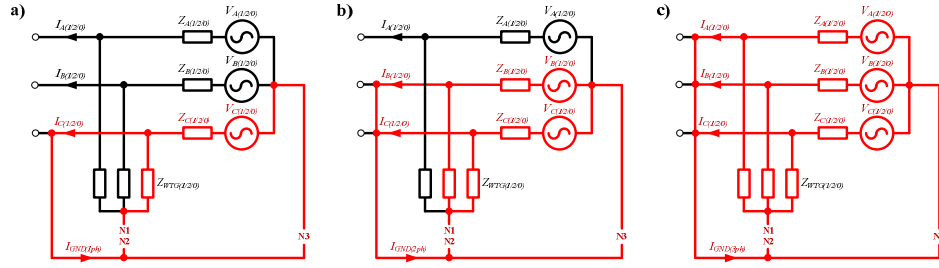 a)
I_A(1/2/0)
Z_A(1/2/0)
V_A(1/2/0)
I_B(1/2/0)
Z_B(1/2/0)
V_B(1/2/0)
I_C(1/2/0)
Z_C(1/2/0)
V_C(1/2/0)
Z_WTG(1/2/0)
N1
N2
N3
I_GND(1ph)
b)
I_A(1/2/0)
Z_A(1/2/0)
V_A(1/2/0)
I_B(1/2/0)
Z_B(1/2/0)
V_B(1/2/0)
I_C(1/2/0)
Z_C(1/2/0)
V_C(1/2/0)
Z_WTG(1/2/0)
N1
N2
N3
I_GND(2ph)
c)
I_A(1/2/0)
Z_A(1/2/0)
V_A(1/2/0)
I_B(1/2/0)
Z_B(1/2/0)
V_B(1/2/0)
I_C(1/2/0)
Z_C(1/2/0)
V_C(1/2/0)
Z_WTG(1/2/0)
N1
N2
N
I_GND(3ph)